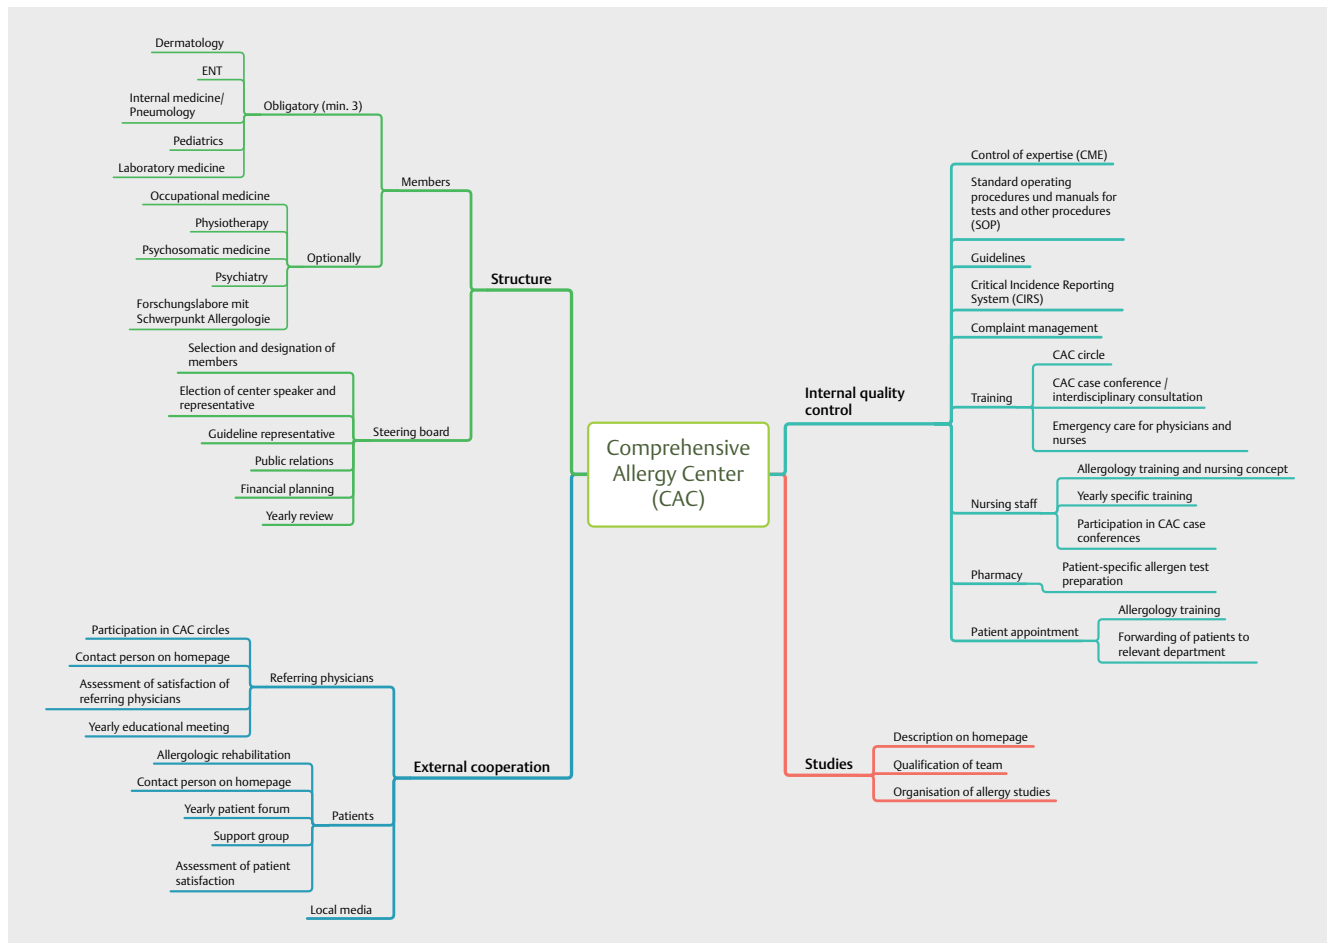 Dermatology
ENT
Internal medicine/
Pneumology
Pediatrics
Laboratory medicine
Obligatory (min. 3)
Occupational medicine
Physiotherapy
Psychosomatic medicine
Psychiatry
Forschungslabore mit
Schwerpunkt Allergologie
Optionally
Members
Selection and designation of
members
Election of center speaker and
representative
Guideline representative
Public relations
Financial planning
Yearly review
Steering board
Structure
Participation in CAC circles
Contact person on homepage
Assessment of satisfaction of
referring physicians
Yearly educational meeting
Referring physicians
Allergologic rehabilitation
Contact person on homepage
Yearly patient forum
Support group
Assessment of patient
satisfaction
Patients
Local media
External cooperation
Comprehensive
Allergy Center
(CAC)
Internal quality
control
Control of expertise (CME)
Standard operating
procedures und manuals for
tests and other procedures
(SOP)
Guidelines
Critical Incidence Reporting
System (CIRS)
Complaint management
Training
CAC circle
CAC case conference /
interdisciplinary consultation
Emergency care for physicians and
nurses
Nursing staff
Allergology training and nursing concept
Yearly specific training
Participation in CAC case
conferences
Pharmacy
Patient-specific allergen test
preparation
Patient appointment
Allergology training
Forwarding of patients to
relevant department
Studies
Description on homepage
Qualification of team
Organisation of allergy studies